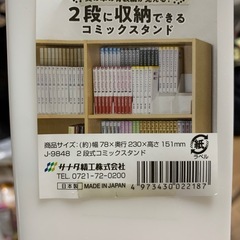 2段に収納できる
コミックスタンド
商品サイズ:(約)幅78×奥行230×高さ151mm
J-9848 2段式コミックスタンド
サナダ精工株式会社
TEL 0721-72-0200
日本製 MADE IN JAPAN
4 973430 022187
紙
ラベル